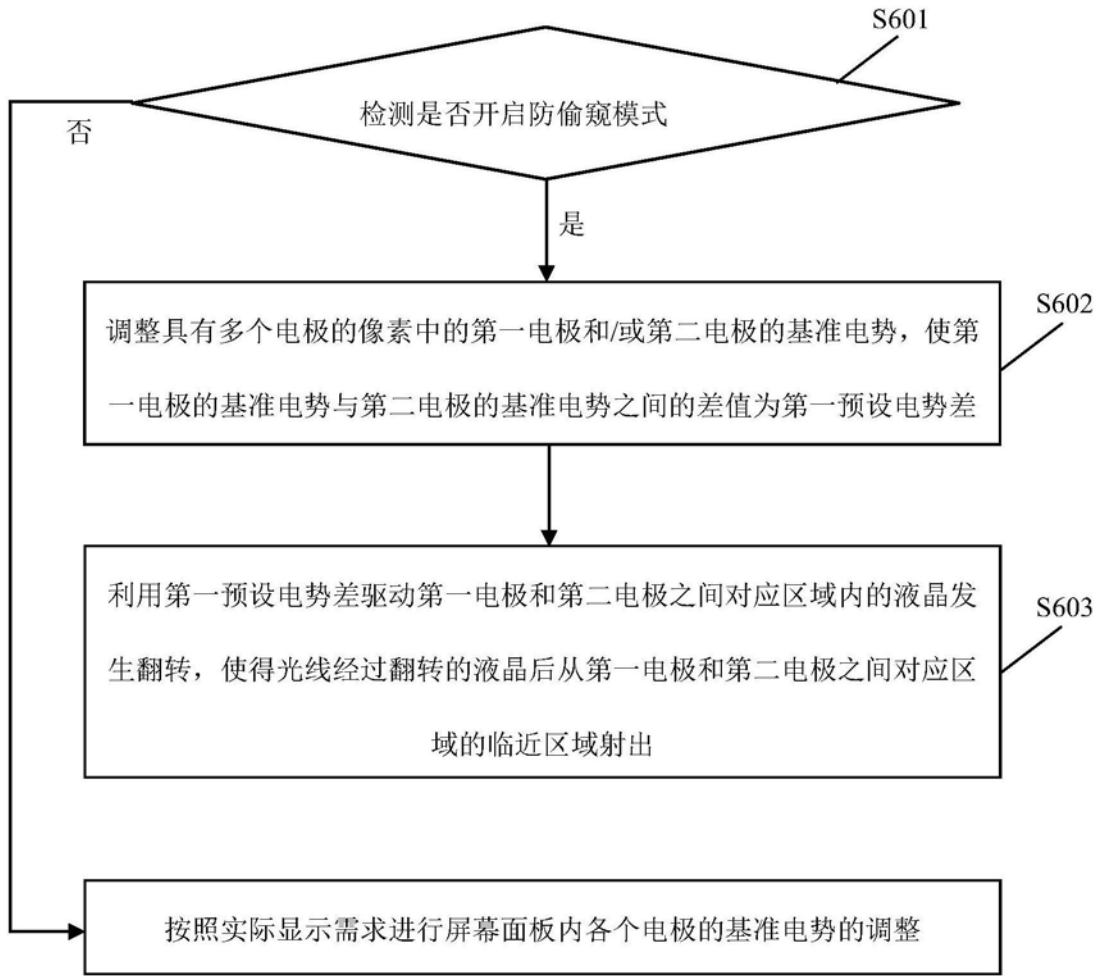 S601
检测是否开启防偷窥模式
否
是
S602
调整具有多个电极的像素中的第一电极和/或第二电极的基准电势，使第
一电极的基准电势与第二电极的基准电势之间的差值为第一预设电势差
S603
利用第一预设电势差驱动第一电极和第二电极之间对应区域内的液晶发
生翻转，使得光线经过翻转的液晶后从第一电极和第二电极之间对应区
域的临近区域射出
按照实际显示需求进行屏幕面板内各个电极的基准电势的调整